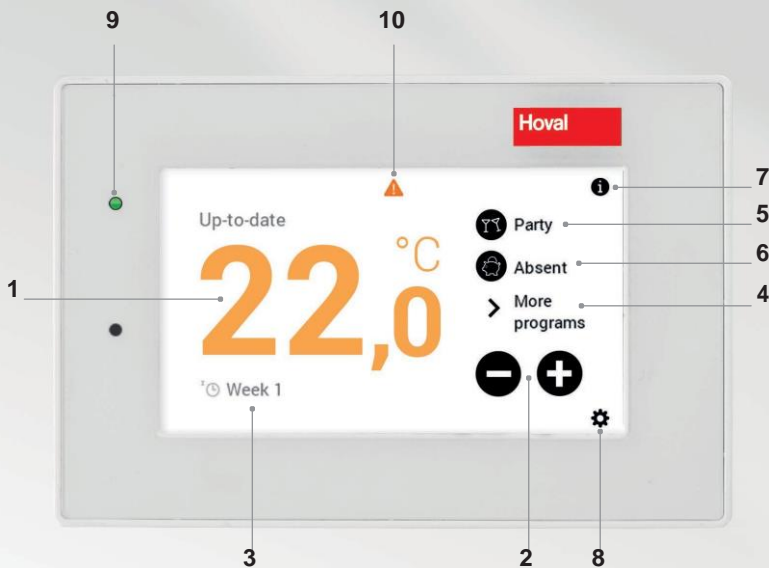 9
10
Hoval
7
Up-to-date
Party
5
Absent
6
°C
22,0
1
More
programs
4
Week 1
3
2
8